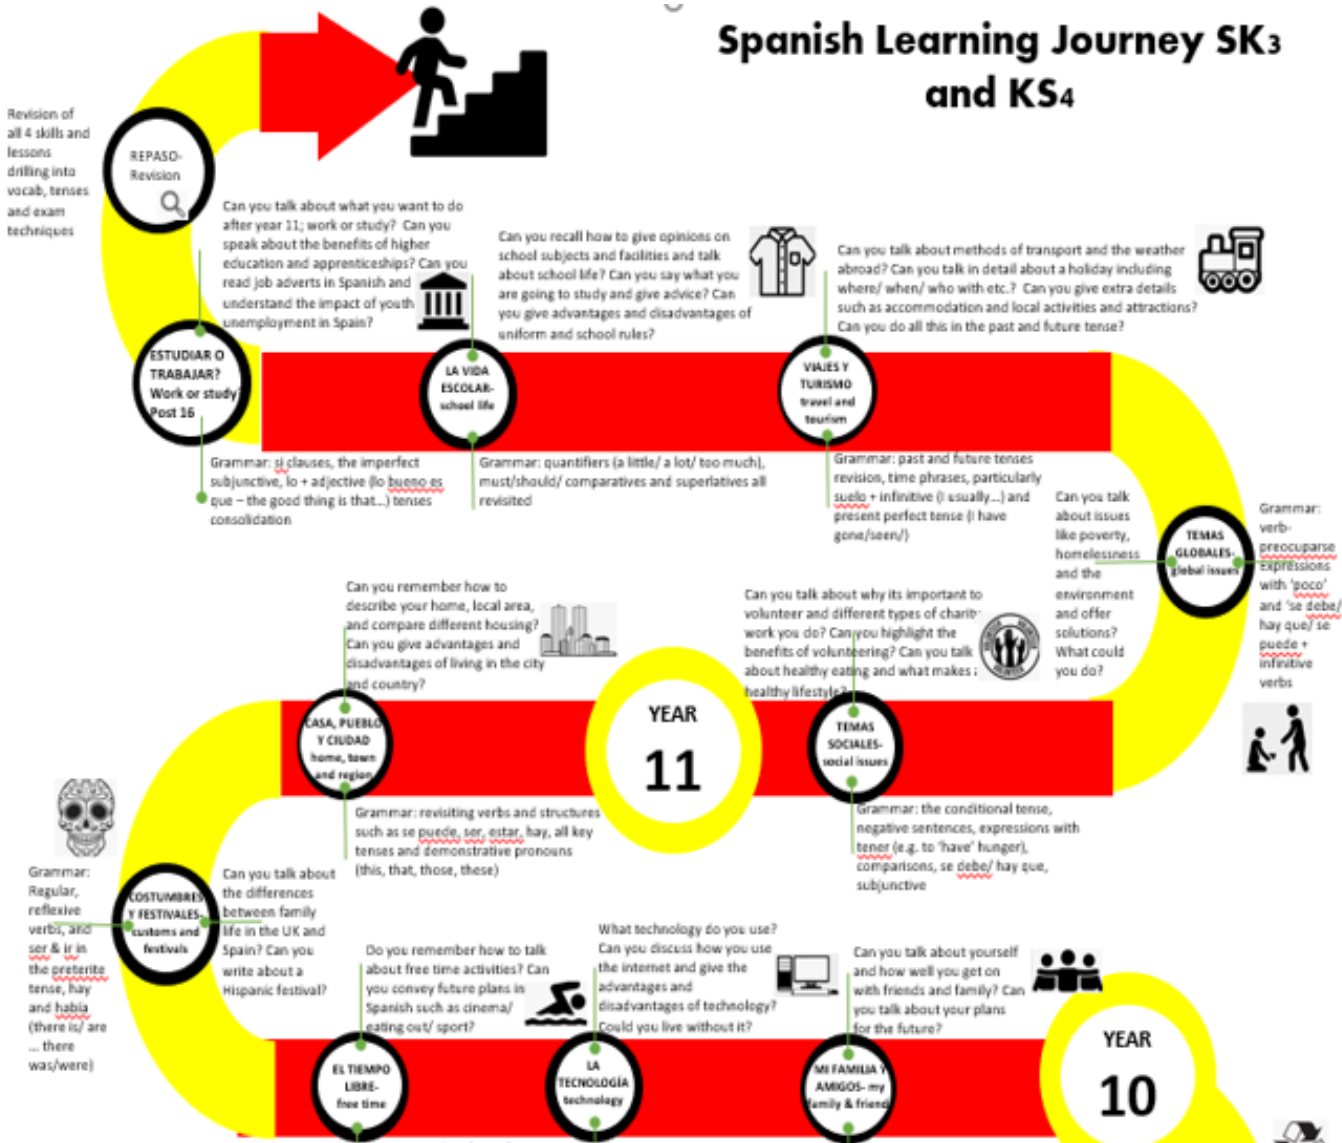 Spanish Learning Journey SK3
and KS4
Revision of
all 4 skills and
lessons
drilling into
vocab, tenses
and exam
techniques
REPASO-
Revision
Can you talk about what you want to do
after year 11; work or study? Can you
speak about the benefits of higher
education and apprenticeships? Can you
read job adverts in Spanish and
understand the impact of youth
unemployment in Spain?
Can you recall how to give opinions on
school subjects and facilities and talk
about school life? Can you say what you
are going to study and give advice? Can
you give advantages and disadvantages of
uniform and school rules?
Can you talk about methods of transport and the weather
abroad? Can you talk in detail about a holiday including
where/ when/ who with etc.? Can you give extra details
such as accommodation and local activities and attractions?
Can you do all this in the past and future tense?
ESTUDIAR O
TRABAJAR?
Work or study?
Post 16
LA VIDA
ESCOLAR-
school life
VIAJES Y
TURISMO
travel and
tourism
Grammar: si clauses, the imperfect
subjunctive, lo + adjective (lo bueno es
que – the good thing is that...) tenses
consolidation
Grammar: quantifiers (a little/ a lot/ too much),
must/should/ comparatives and superlatives all
revisited
Grammar: past and future tenses
revision, time phrases, particularly
suelo + infinitive (I usually...) and
present perfect tense (I have
gone/seen/)
Can you talk
about issues
like poverty,
homelessness
and the
environment
and offer
solutions?
What could
you do?
TEMAS
GLOBALES-
global issues
Grammar:
verb-
preocuparse
Expressions
with 'poco'
and 'se debe/
hay que/ se
puede +
infinitive
verbs
Can you remember how to
describe your home, local area,
and compare different housing?
Can you give advantages and
disadvantages of living in the city
and country?
Can you talk about why its important to
volunteer and different types of charity
work you do? Can you highlight the
benefits of volunteering? Can you talk
about healthy eating and what makes a
healthy lifestyle?
CASA, PUEBLO
Y CIUDAD
home, town
and region
YEAR
11
TEMAS
SOCIALES-
social issues
Grammar: revisiting verbs and structures
such as se puede, ser, estar, hay, all key
tenses and demonstrative pronouns
(this, that, those, these)
Grammar: the conditional tense,
negative sentences, expressions with
tener (e.g. to 'have' hunger),
comparisons, se debe/ hay que,
subjunctive
Grammar:
Regular,
reflexive
verbs, and
ser & ir in
the preterite
tense, hay
and habia
(there is/ are
... there
was/were)
COSTUMBRES
Y FESTIVALES-
customs and
festivals
Can you talk about
the differences
between family
life in the UK and
Spain? Can you
write about a
Hispanic festival?
Do you remember how to talk
about free time activities? Can
you convey future plans in
Spanish such as cinema/
eating out/ sport?
What technology do you use?
Can you discuss how you use
the internet and give the
advantages and
disadvantages of technology?
Could you live without it?
Can you talk about yourself
and how well you get on
with friends and family? Can
you talk about your plans
for the future?
EL TIEMPO
LIBRE-
free time
LA
TECNOLOGÍA
technology
MI FAMILIA Y
AMIGOS- my
family & friend
YEAR
10